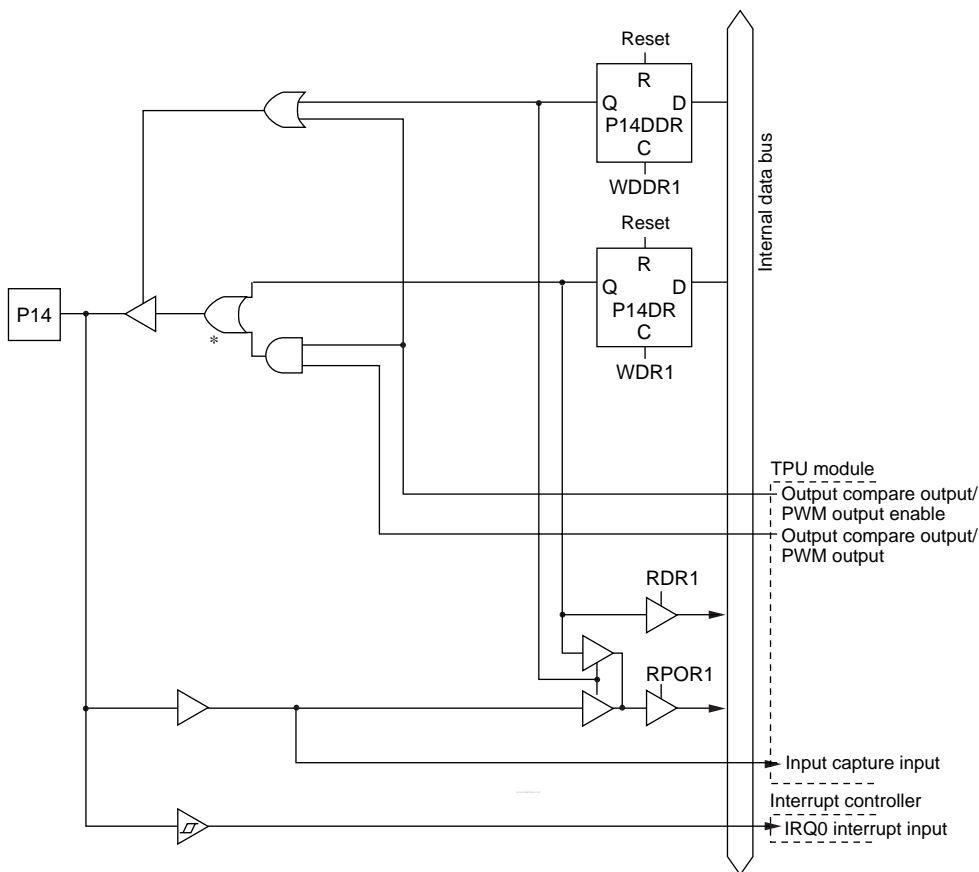 Reset
R
Q D
P14DDR
C
WDDR1
Internal data bus
Reset
R
Q D
P14DR
C
WDR1
P14
*
TPU module
Output compare output/
PWM output enable
Output compare output/
PWM output
RDR1
RPOR1
Input capture input
Interrupt controller
IRQ0 interrupt input